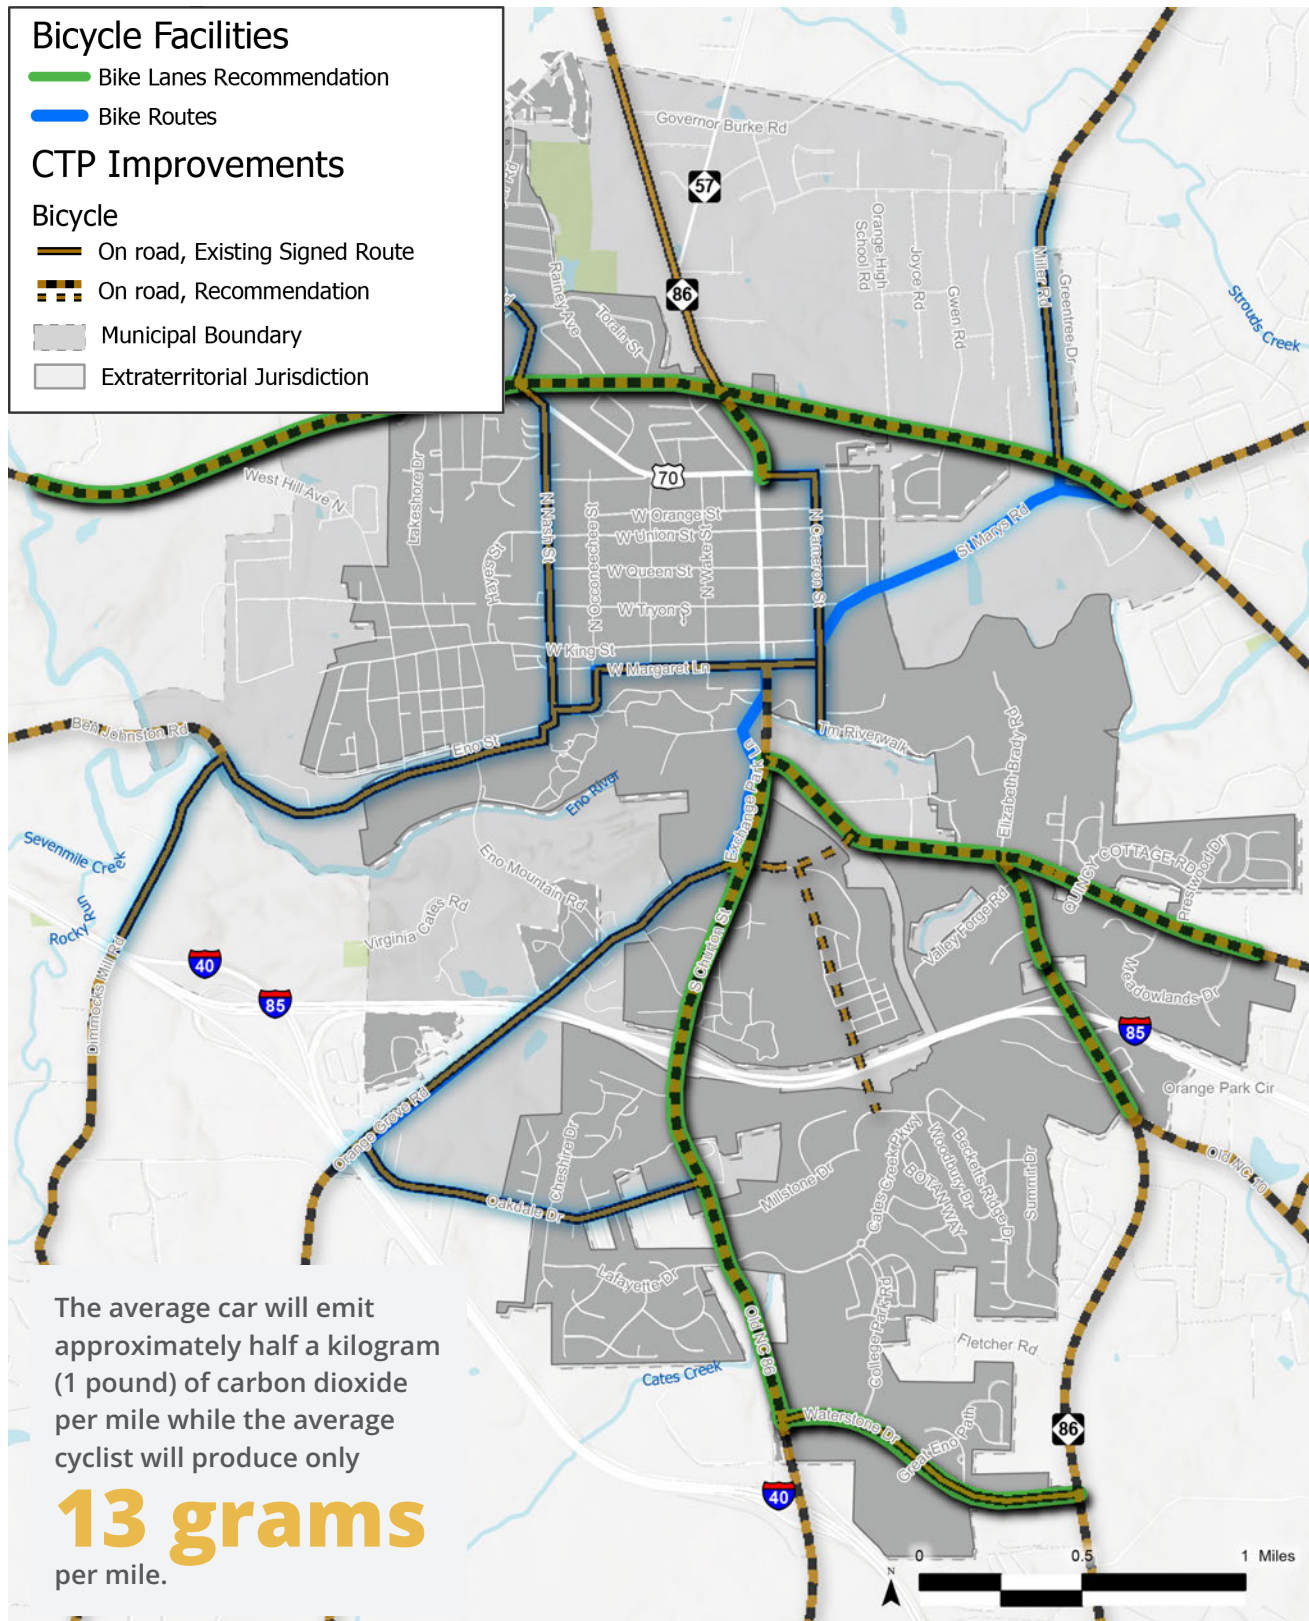 Bicycle Facilities
Bike Lanes Recommendation
Bike Routes
CTP Improvements
Bicycle
On road, Existing Signed Route
On road, Recommendation
Municipal Boundary
Extraterritorial Jurisdiction
Governor Burke Rd
57
86
Orange High
School Rd
Joyce Rd
Gwen Rd
Miller Rd
Greentree Dr
Strouds Creek
Rainey Ave
Torain St
70
West Hill Ave N
Lakeshore Dr
Hayes St
N Nash St
N Occoneechee St
W Orange St
W Union St
N Wake St
W Queen St
W Tryon S
t
N Cameron St
St Marys Rd
W King St
W Margaret Ln
Ben Johnston Rd
Eno St
Tm Riverwalk
Eno River
Exchange Park Ln
Elizabeth Brady Rd
QUINCY COTTAGE RD
Prestwood Dr
Sevenmile Creek
Rocky Run
Eno Mountain Rd
Virginia Cates Rd
Valley Forge Rd
S Churton St
Meadowlands Dr
40
85
85
Dimmocks Mill Rd
Orange Park Cir
Orange Grove Rd
Cheshire Dr
Oakdale Dr
Millstone Dr
Cates Creek Pkwy
BOTAN WAY
Woodbury Dr
Becketts Ridge Dr
Summit Dr
Old NC 10
Lafayette Dr
Old NC 86
College Park Rd
Fletcher Rd
Cates Creek
Waterstone Dr
Great Eno Path
86
40
The average car will emit
approximately half a kilogram
(1 pound) of carbon dioxide
per mile while the average
cyclist will produce only
13 grams
per mile.
N
0 0.5 1 Miles